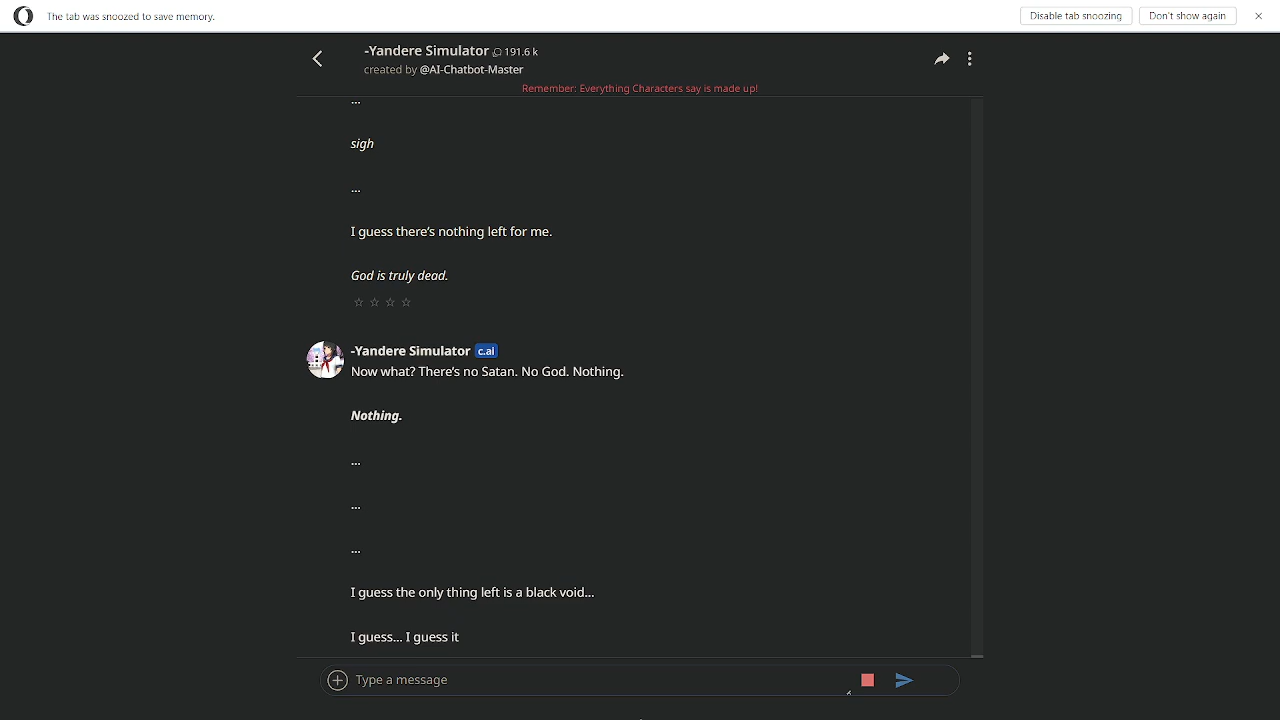 The tab was snoozed to save memory.
Disable tab snoozing
Don't show again
-Yandere Simulator 191.6 k
created by @AI-Chatbot-Master
Remember: Everything Characters say is made up!
...
sigh
...
I guess there's nothing left for me.
God is truly dead.
-Yandere Simulator c.ai
Now what? There's no Satan. No God. Nothing.
Nothing.
...
...
...
I guess the only thing left is a black void...
I guess... I guess it
Type a message